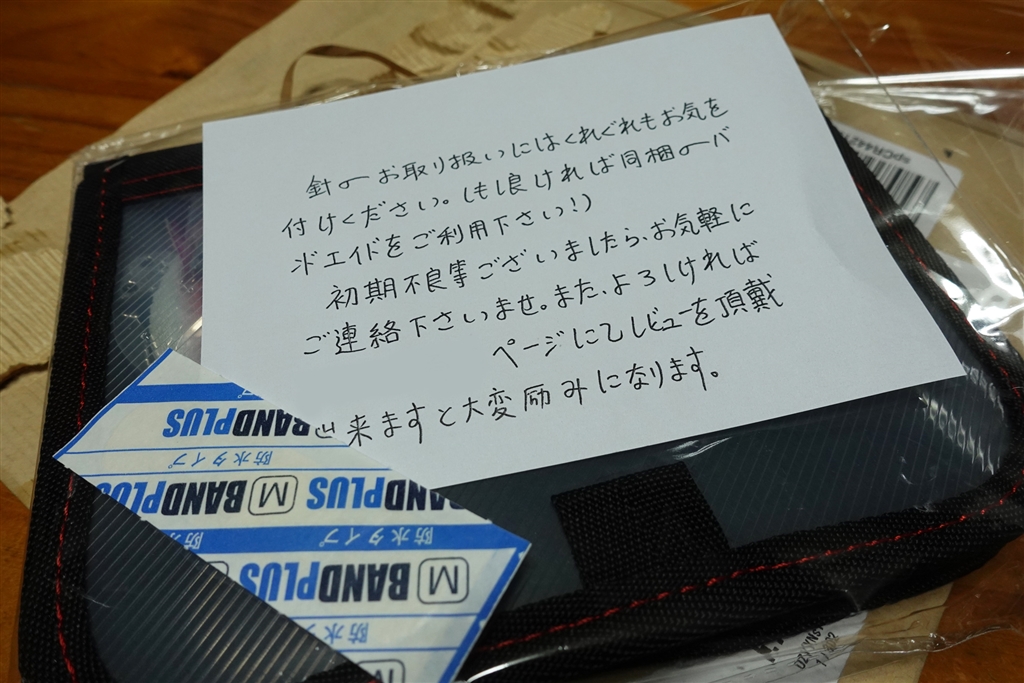 針のお取り扱いにはくれぐれもお気を
付けください。(もし良ければ同梱のバ
ンドエイドをご利用下さい!)
初期不良等ございましたら、お気軽に
ご連絡下さいませ。また、よろしければ
ページにてレビューを頂戴
出来ますと大変励みになります。
BANDPLUS
防水タイプ
BANDPLUS M BANDPLUS
防水タイプ 防水
M BANDPLUS
防水
spCR442